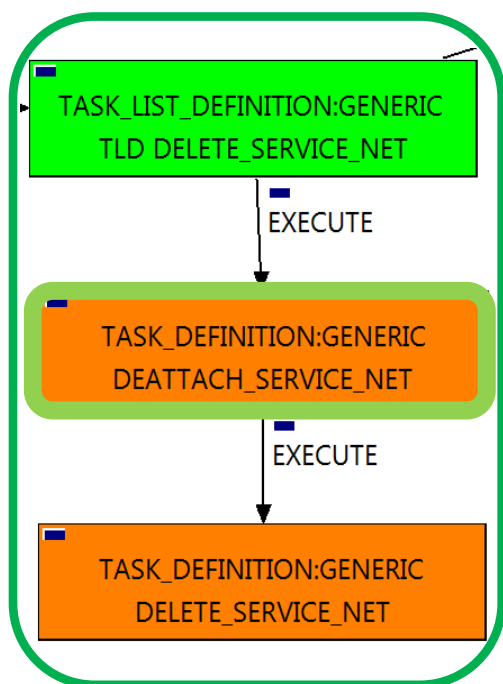 TASK_LIST_DEFINITION:GENERIC
TLD DELETE_SERVICE_NET
EXECUTE
TASK_DEFINITION:GENERIC
DEATTACH_SERVICE_NET
EXECUTE
TASK_DEFINITION:GENERIC
DELETE_SERVICE_NET